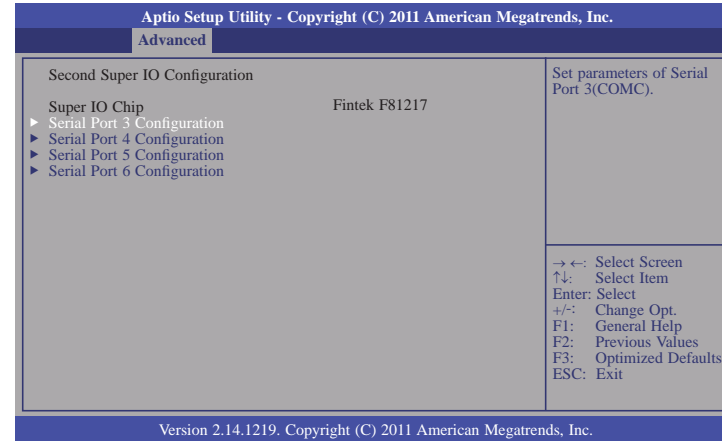 Aptio Setup Utility - Copyright (C) 2011 American Megatrends, Inc.
Advanced
Second Super IO Configuration
Super IO Chip Fintek F81217
► Serial Port 3 Configuration
► Serial Port 4 Configuration
► Serial Port 5 Configuration
► Serial Port 6 Configuration
Set parameters of Serial
Port 3(COMC).
→ ←: Select Screen
↑↓: Select Item
Enter: Select
+/-: Change Opt.
F1: General Help
F2: Previous Values
F3: Optimized Defaults
ESC: Exit
Version 2.14.1219. Copyright (C) 2011 American Megatrends, Inc.